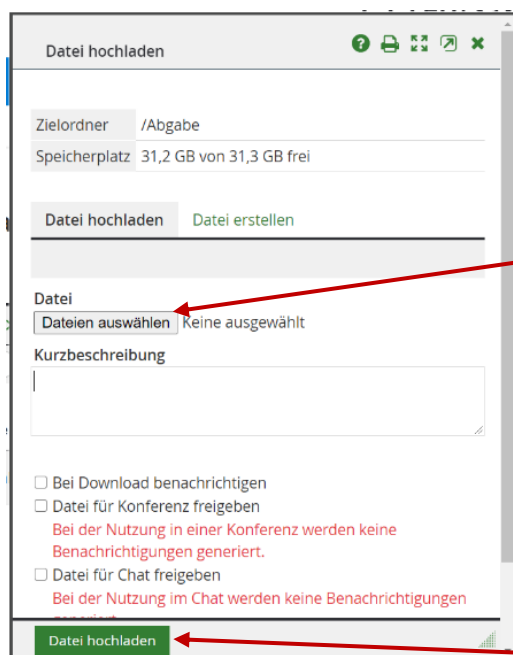 Datei hochladen
Zielordner /Abgabe
Speicherplatz 31,2 GB von 31,3 GB frei
Datei hochladen Datei erstellen
Datei
Dateien auswählen Keine ausgewählt
Kurzbeschreibung
Bei Download benachrichtigen
Datei für Konferenz freigeben
Bei der Nutzung in einer Konferenz werden keine
Benachrichtigungen generiert.
Datei für Chat freigeben
Bei der Nutzung im Chat werden keine Benachrichtigungen
Datei hochladen